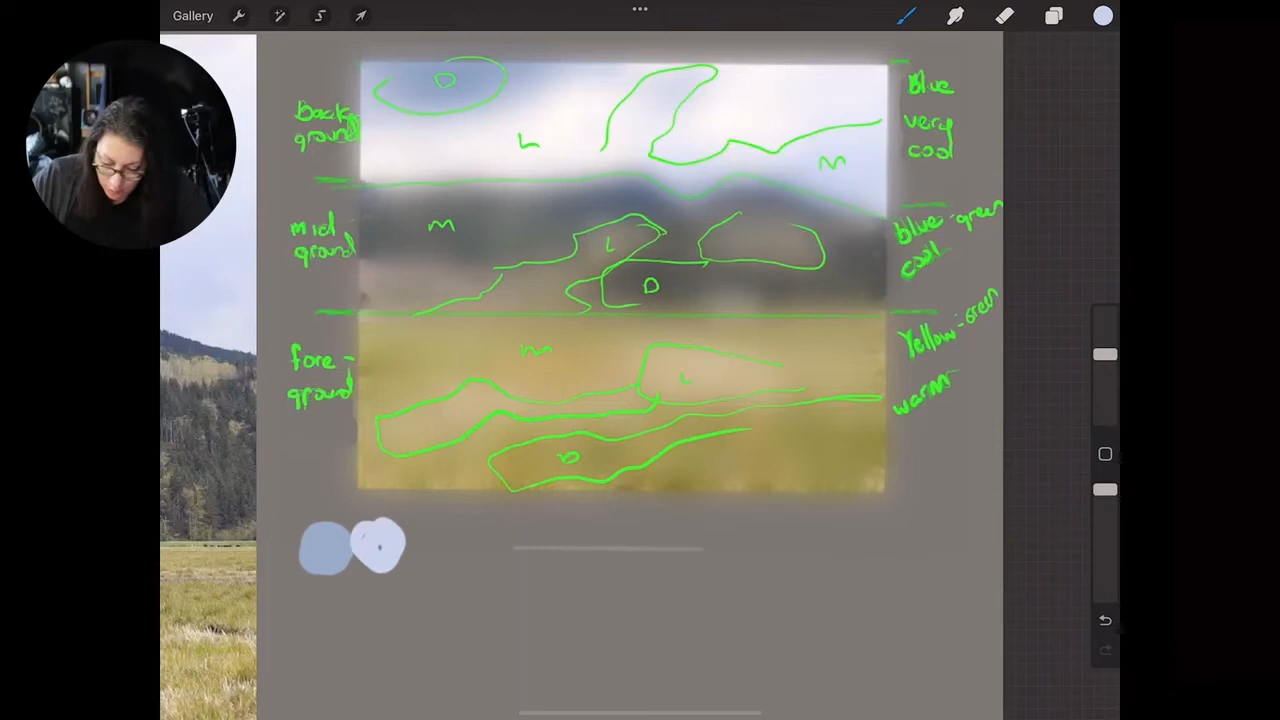 Gallery
D
Back-
ground
L
M
Blue
very
cool
mid
ground
M
L
D
blue-green
cool
fore-
ground
m
L
D
Yellow-Green
warm